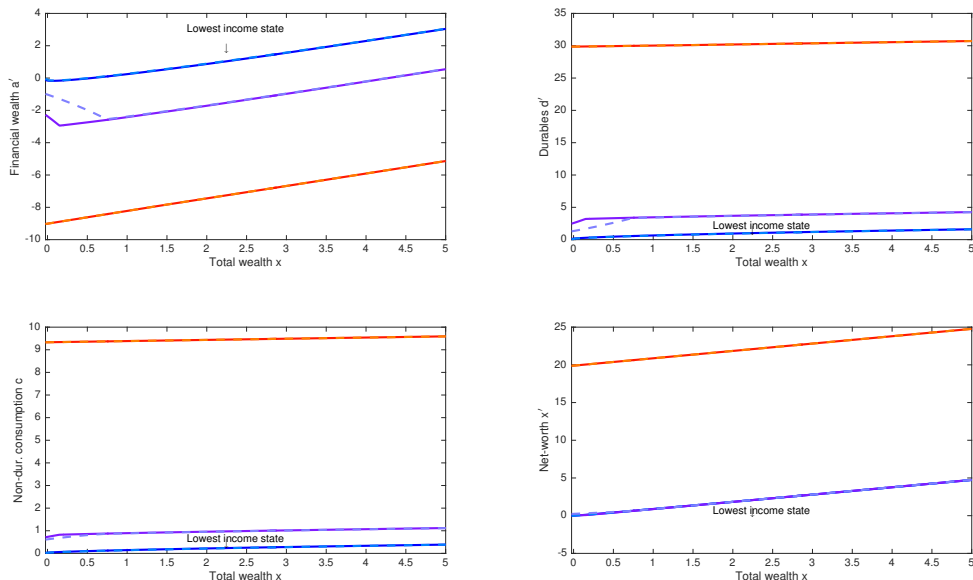 4
2
0
-2
-4
-6
-8
-10
Financial wealth a′
Lowest income state
↓
0 0.5 1 1.5 2 2.5 3 3.5 4 4.5 5
Total wealth x
35
30
25
20
15
10
5
0
Durables d′
Lowest income state
0 0.5 1 1.5 2 2.5 3 3.5 4 4.5 5
Total wealth x
10
9
8
7
6
5
4
3
2
1
0
Non-dur. consumption c
Lowest income state
0 0.5 1 1.5 2 2.5 3 3.5 4 4.5 5
Total wealth x
25
20
15
10
5
0
-5
Net-worth x′
Lowest income state
0 0.5 1 1.5 2 2.5 3 3.5 4 4.5 5
Total wealth x